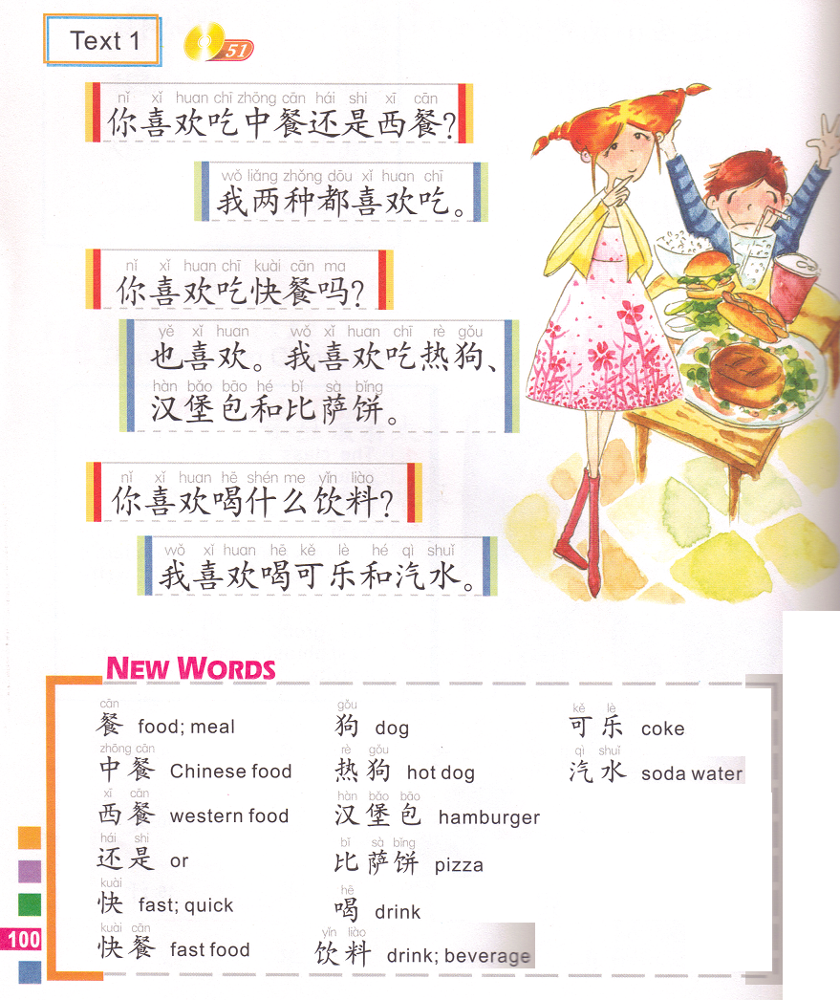 Text 1
51
nǐ xǐ huan chī zhōng cān hái shi xī cān
你喜欢吃中餐还是西餐?
wǒ liǎng zhǒng dōu xǐ huan chī
我两种都喜欢吃。
nǐ xǐ huan chī kuài cān ma
你喜欢吃快餐吗?
yě xǐ huan wǒ xǐ huan chī rè gǒu
也喜欢。我喜欢吃热狗、
hàn bǎo bāo hé bǐ sà bǐng
汉堡包和比萨饼。
nǐ xǐ huan hē shén me yǐn liào
你喜欢喝什么饮料?
wǒ xǐ huan hē kě lè hé qì shuǐ
我喜欢喝可乐和汽水。
NEW WORDS
cān
餐 food; meal
zhōng cān
中餐 Chinese food
xī cān
西餐 western food
hái shi
还是 or
kuài
快 fast; quick
kuài cān
快餐 fast food
gǒu
狗 dog
rè gǒu
热狗 hot dog
hàn bǎo bāo
汉堡包 hamburger
bǐ sà bǐng
比萨饼 pizza
hē
喝 drink
yǐn liào
饮料 drink; beverage
kě lè
可乐 coke
qì shuǐ
汽水 soda water
100